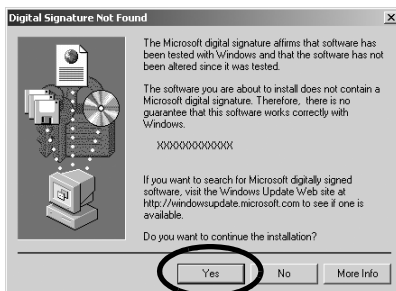 Digital Signature Not Found
The Microsoft digital signature affirms that software has
been tested with Windows and that the software has not
been altered since it was tested.
The software you are about to install does not contain a
Microsoft digital signature. Therefore, there is no
guarantee that this software works correctly with
Windows.
XXXXXXXXXXXXX
If you want to search for Microsoft digitally signed
software, visit the Windows Update Web site at
http://windowsupdate.microsoft.com to see if one is
available.
Do you want to continue the installation?
Yes No More Info